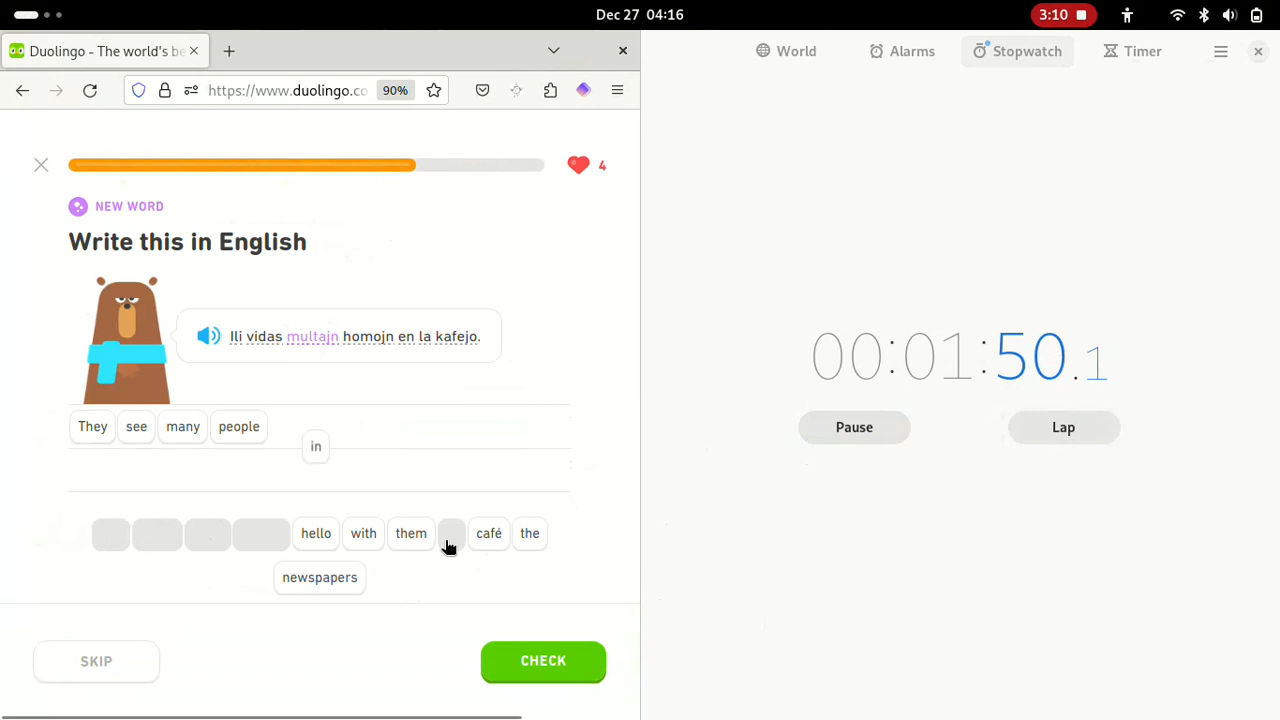 Dec 27 04:16
3:10
Duolingo - The world's be
World
Alarms
Stopwatch
Timer
https://www.duolingo.co
90%
4
NEW WORD
Write this in English
Ili vidas multajn homojn en la kafejo.
They see many people
in
hello with them café the
newspapers
00:01:50.1
Pause
Lap
SKIP
CHECK